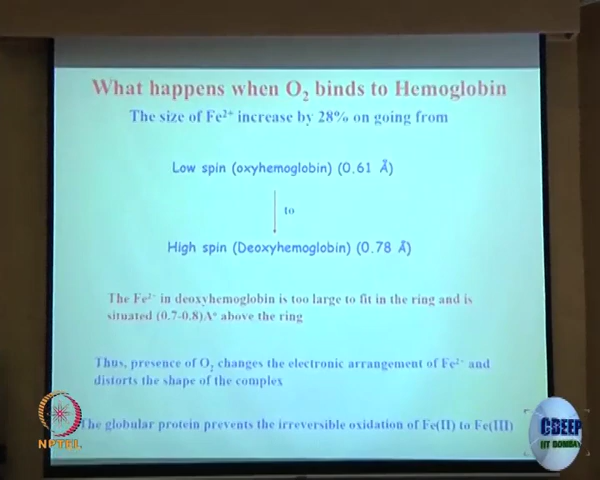 What happens when O₂ binds to Hemoglobin
The size of Fe²⁺ increase by 28% on going from
Low spin (oxyhemoglobin) (0.61 Å)
to
High spin (Deoxyhemoglobin) (0.78 Å)
The Fe²⁺ in deoxyhemoglobin is too large to fit in the ring and is
situated (0.7-0.8)A° above the ring
Thus, presence of O₂ changes the electronic arrangement of Fe²⁺ and
distorts the shape of the complex
The globular protein prevents the irreversible oxidation of Fe(II) to Fe(III)
NPTEL
CDEEP
IIT BOMBAY